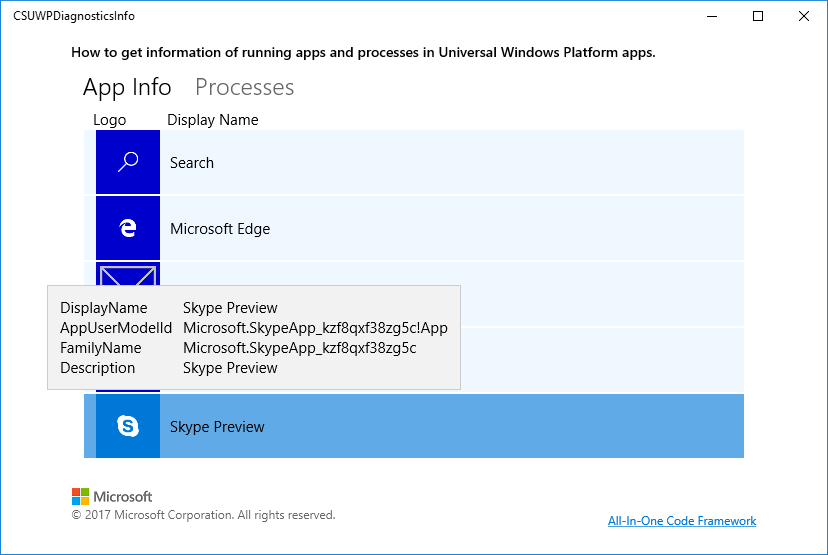 CSUWPDiagnosticsInfo
How to get information of running apps and processes in Universal Windows Platform apps.
App Info Processes
Logo Display Name
Search
Microsoft Edge
DisplayName Skype Preview
AppUserModelId Microsoft.SkypeApp_kzf8qxf38zg5c!App
FamilyName Microsoft.SkypeApp_kzf8qxf38zg5c
Description Skype Preview
Skype Preview
Microsoft
© 2017 Microsoft Corporation. All rights reserved.
All-In-One Code Framework